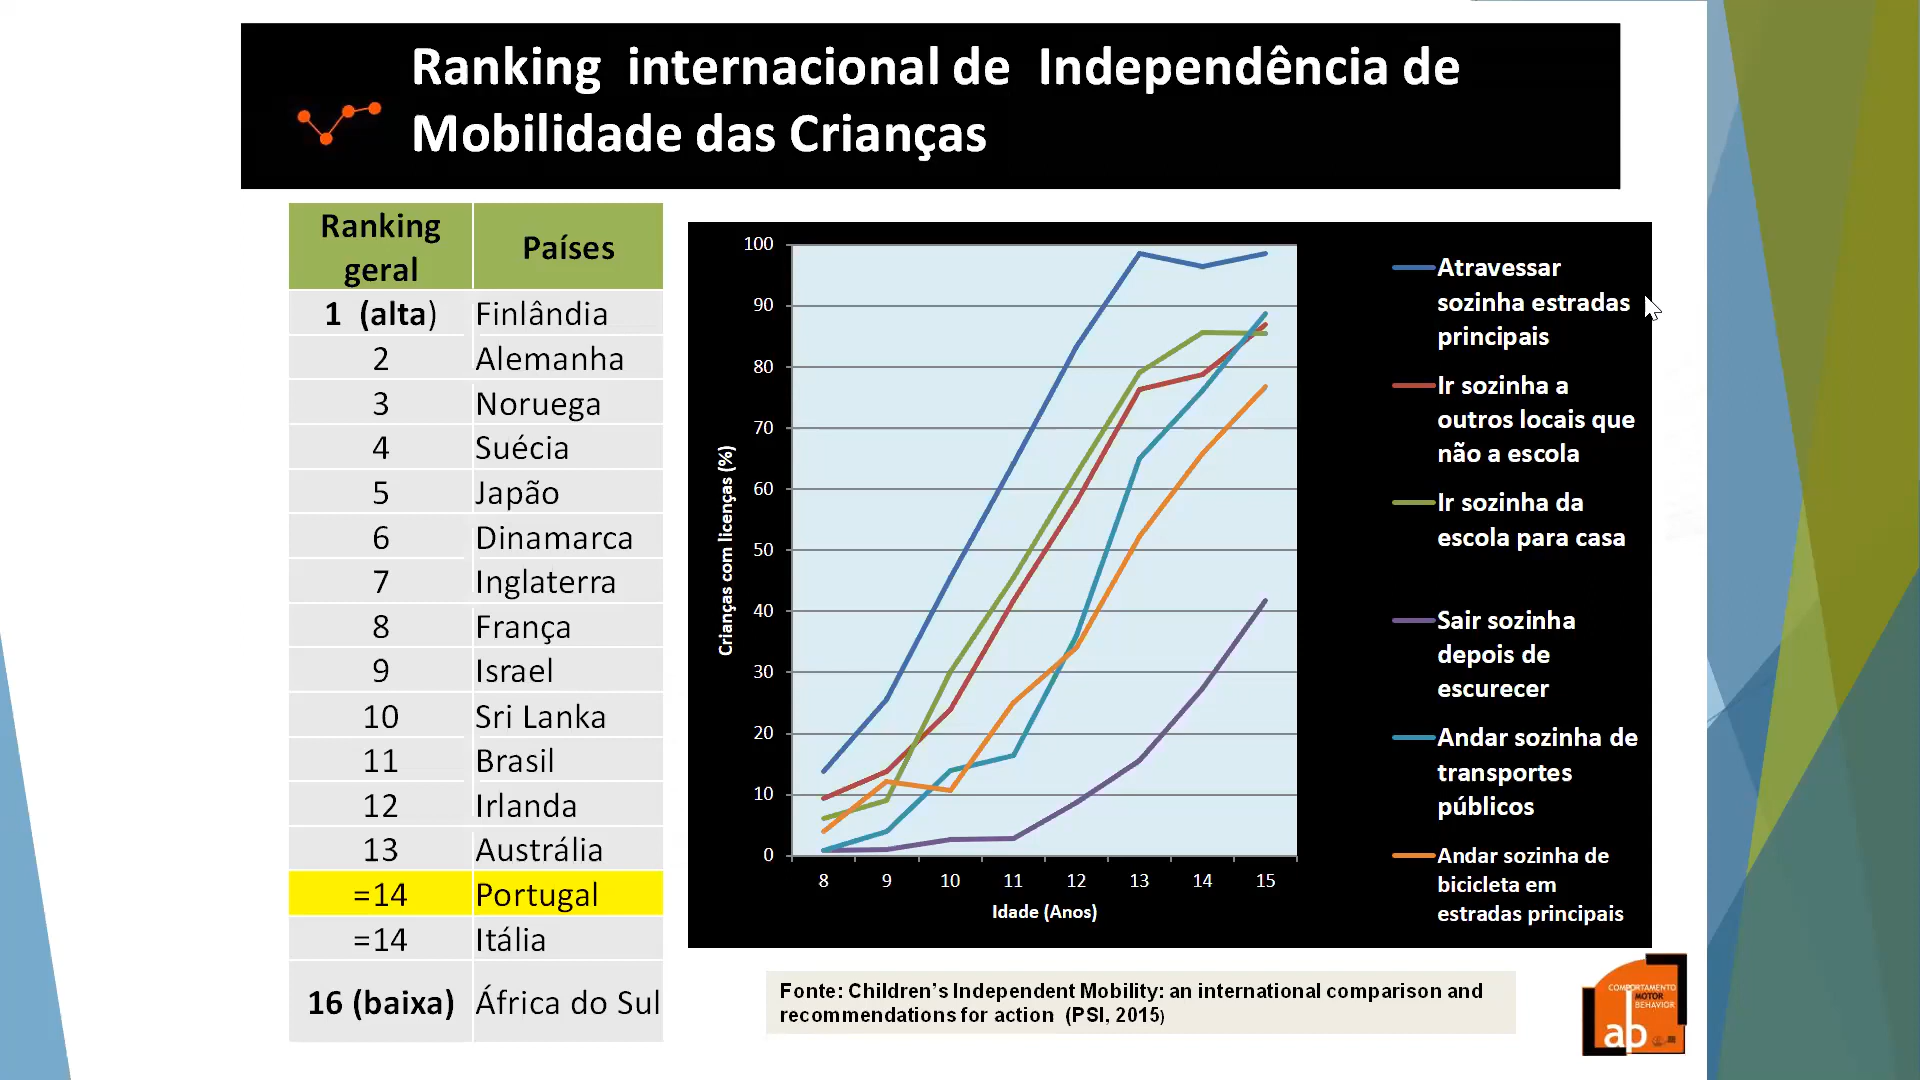 Ranking internacional de Independência de
Mobilidade das Crianças
Ranking geral Países
1 (alta) Finlândia
2 Alemanha
3 Noruega
4 Suécia
5 Japão
6 Dinamarca
7 Inglaterra
8 França
9 Israel
10 Sri Lanka
11 Brasil
12 Irlanda
13 Austrália
=14 Portugal
=14 Itália
16 (baixa) África do Sul
Crianças com licenças (%)
100
90
80
70
60
50
40
30
20
10
0
8 9 10 11 12 13 14 15
Idade (Anos)
Atravessar
sozinha estradas
principais
Ir sozinha a
outros locais que
não a escola
Ir sozinha da
escola para casa
Sair sozinha
depois de
escurecer
Andar sozinha de
transportes
públicos
Andar sozinha de
bicicleta em
estradas principais
Fonte: Children’s Independent Mobility: an international comparison and
recommendations for action (PSI, 2015)
COMPORTAMENTO
MOTOR
BEHAVIOR
Lab